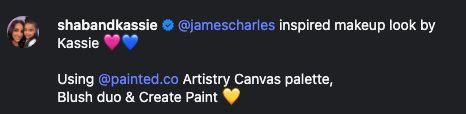 shabandkassie @jamescharles inspired makeup look by
Kassie 🩷💙
Using @painted.co Artistry Canvas palette,
Blush duo & Create Paint 💛